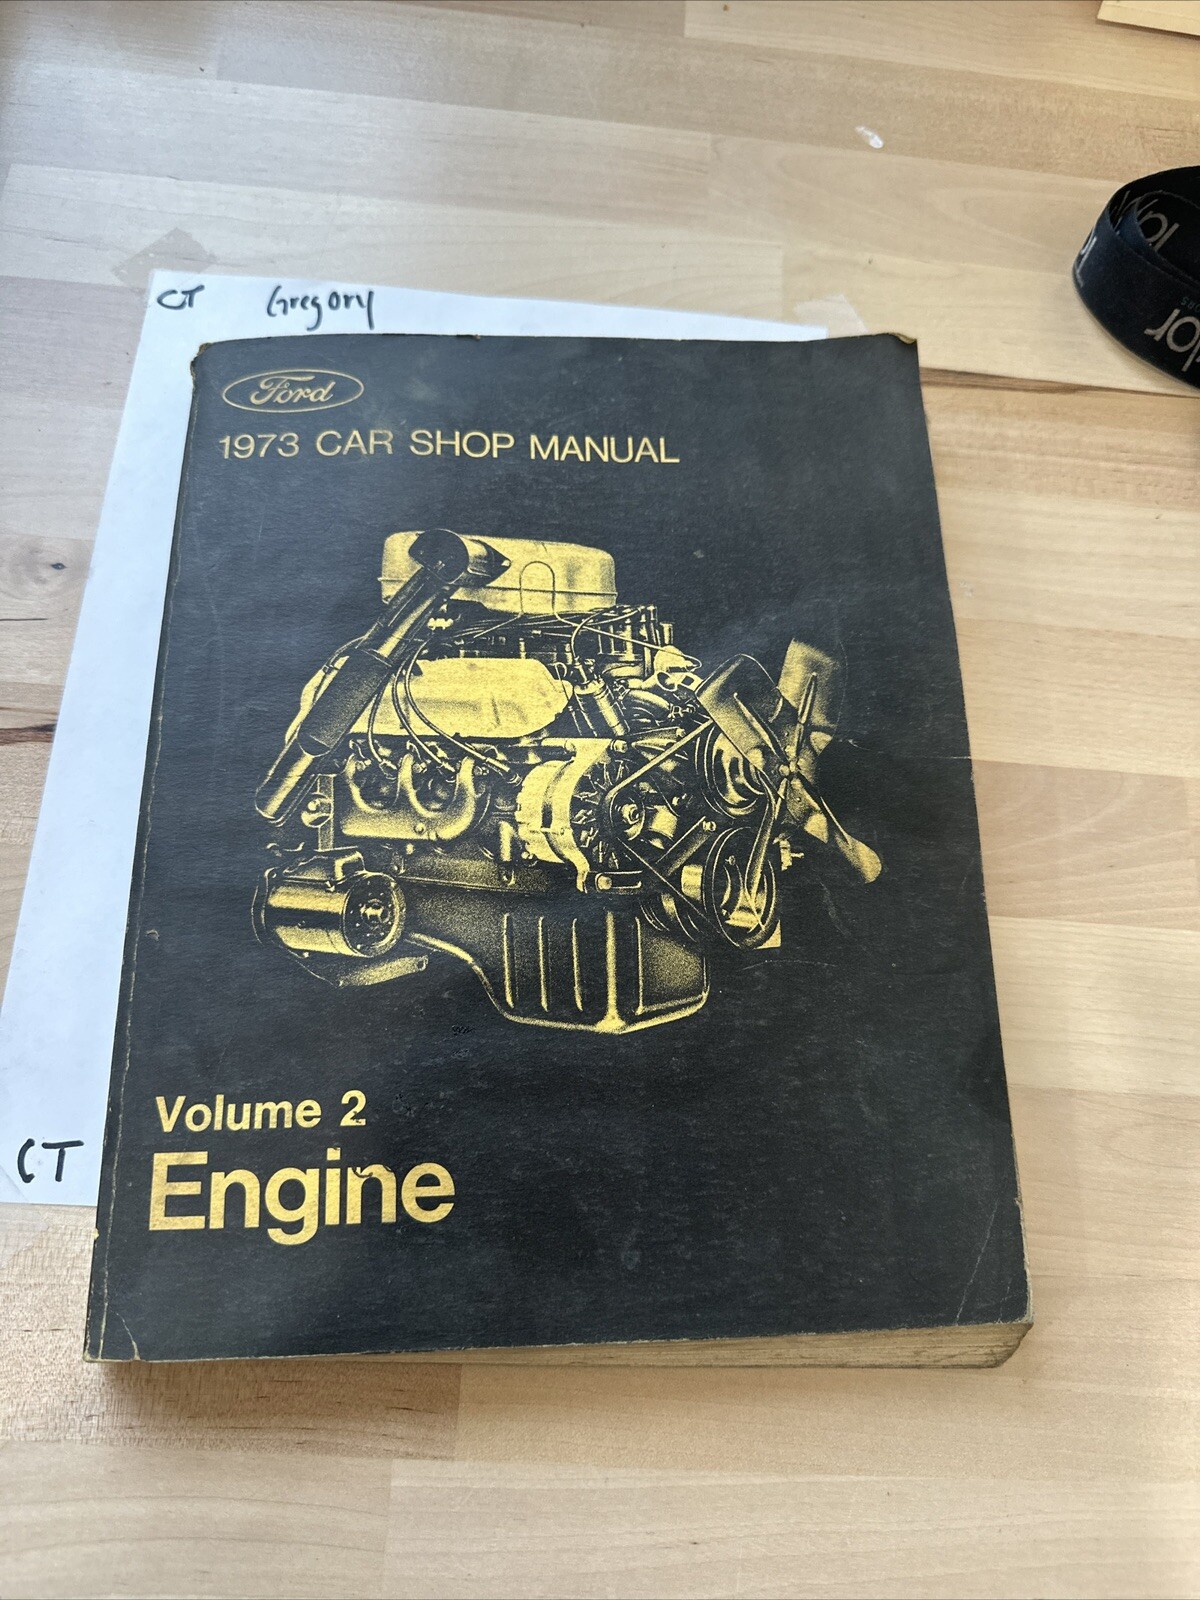 CT Gregory
Ford
1973 CAR SHOP MANUAL
Volume 2
Engine
CT